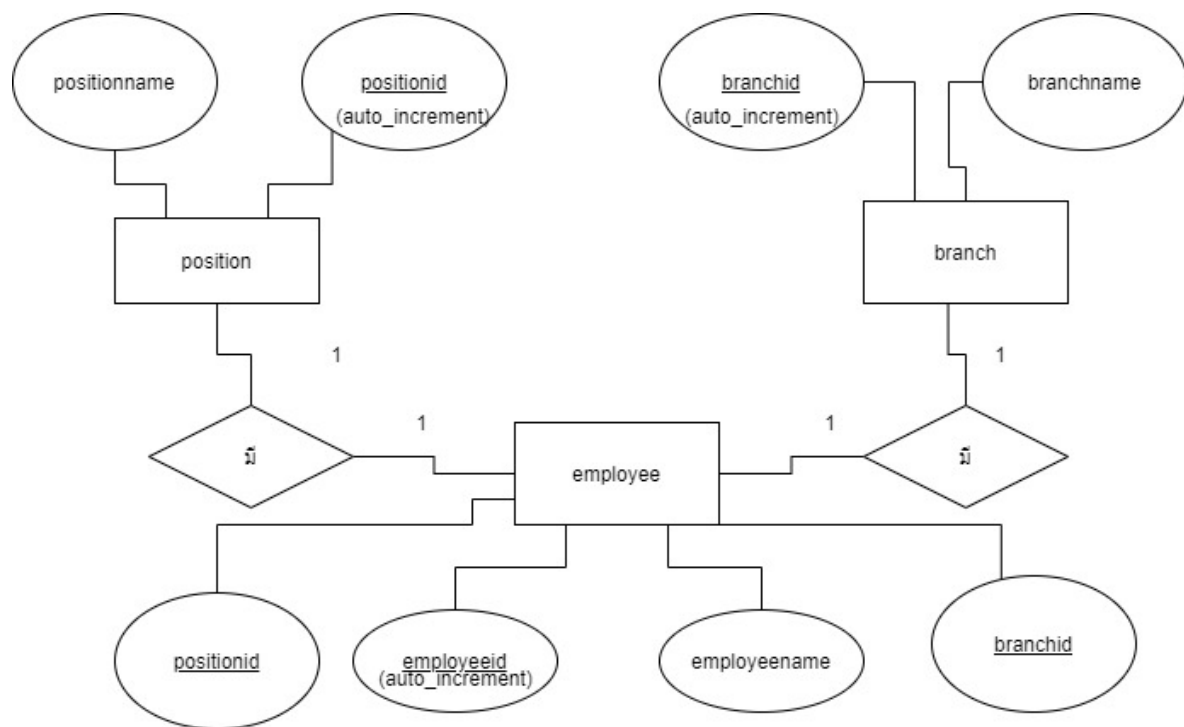 positionname
positionid
(auto_increment)
branchid
(auto_increment)
branchname
position
branch
1
1
1
1
มี
employee
มี
positionid
employeeid
(auto_increment)
employeename
branchid